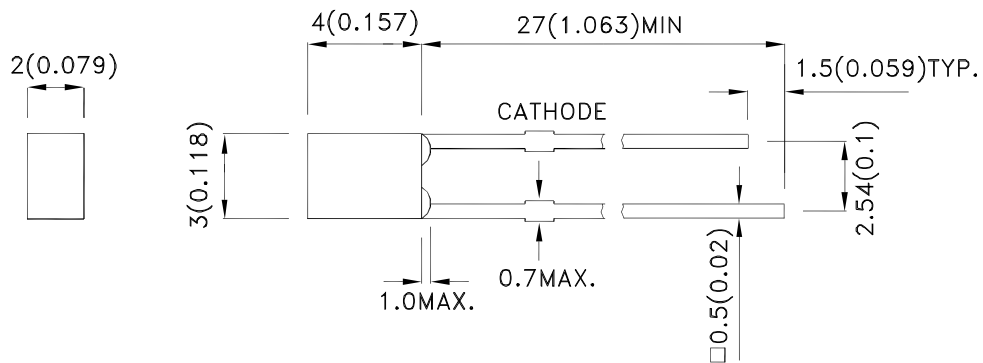 4(0.157)
27(1.063)MIN
2(0.079)
1.5(0.059)TYP.
CATHODE
3(0.118)
2.54(0.1)
0.7MAX.
1.0MAX.
□0.5(0.02)